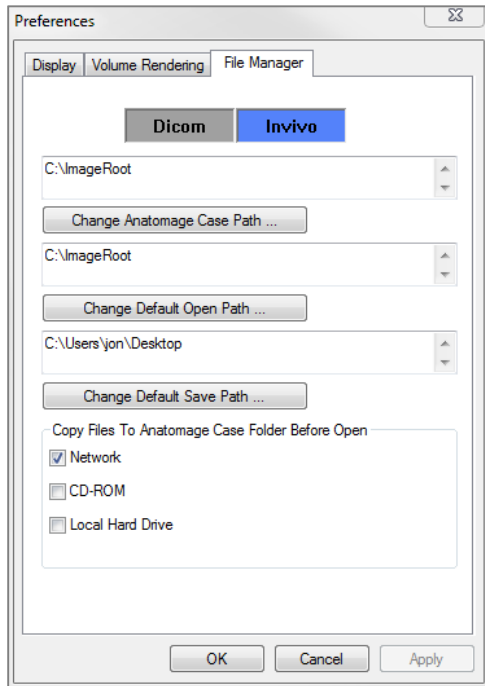 Preferences
Display Volume Rendering File Manager
Dicom Invivo
C:\ImageRoot
Change Anatomage Case Path ...
C:\ImageRoot
Change Default Open Path ...
C:\Users\jon\Desktop
Change Default Save Path ...
Copy Files To Anatomage Case Folder Before Open
Network
CD-ROM
Local Hard Drive
OK Cancel Apply